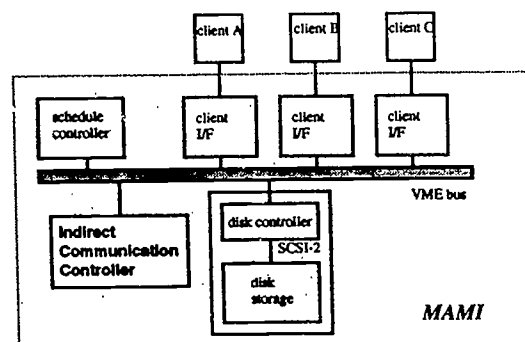 client A
client B
client C
schedule
controller
client
I/F
client
I/F
client
I/F
VME bus
Indirect
Communication
Controller
disk controller
SCSI-2
disk
storage
MAMI